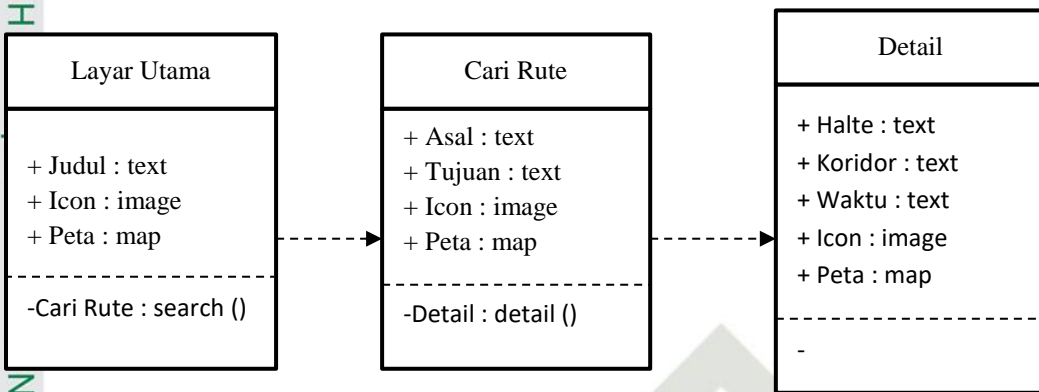 Layar Utama
+ Judul : text
+ Icon : image
+ Peta : map
-Cari Rute : search ()
Cari Rute
+ Asal : text
+ Tujuan : text
+ Icon : image
+ Peta : map
-Detail : detail ()
Detail
+ Halte : text
+ Koridor : text
+ Waktu : text
+ Icon : image
+ Peta : map
-